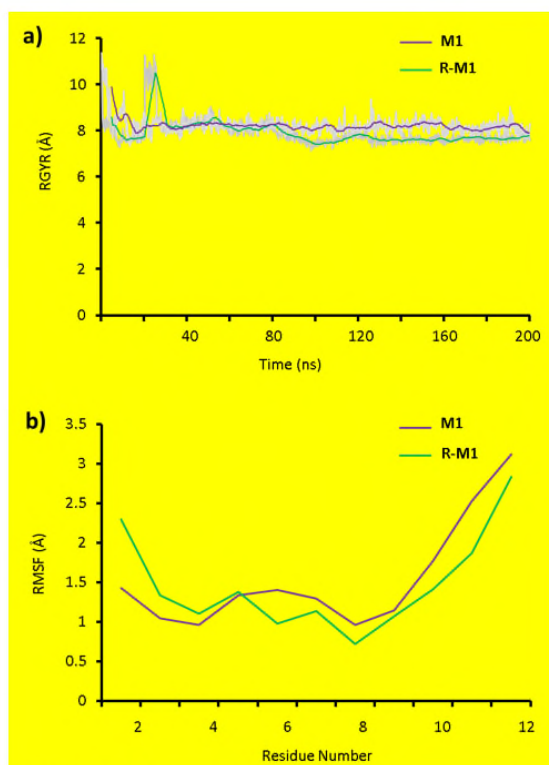 a)
M1
R-M1
12
10
8
6
4
2
0
RGYR (Å)
40 80 120 160 200
Time (ns)
b)
M1
R-M1
3.5
3
2.5
2
1.5
1
0.5
0
RMSF (Å)
2 4 6 8 10 12
Residue Number